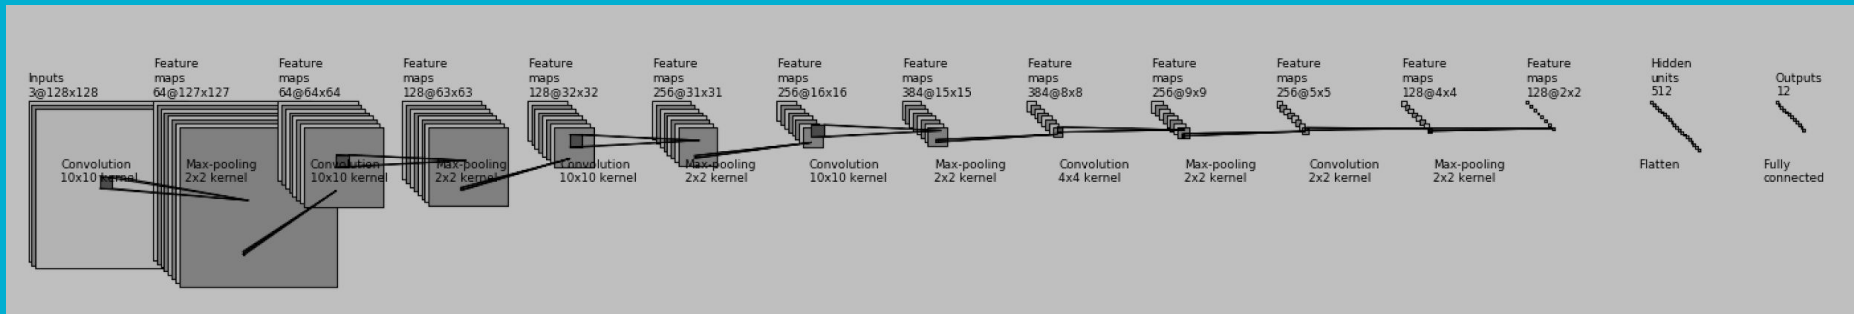 Inputs
3@128x128
Feature
maps
64@127x127
Feature
maps
64@64x64
Feature
maps
128@63x63
Feature
maps
128@32x32
Feature
maps
256@31x31
Feature
maps
256@16x16
Feature
maps
384@15x15
Feature
maps
384@8x8
Feature
maps
256@9x9
Feature
maps
256@5x5
Feature
maps
128@4x4
Feature
maps
128@2x2
Hidden
units
512
Outputs
12
Convolution
10x10 kernel
Max-pooling
2x2 kernel
Convolution
10x10 kernel
Max-pooling
2x2 kernel
Convolution
10x10 kernel
Max-pooling
2x2 kernel
Convolution
10x10 kernel
Max-pooling
2x2 kernel
Convolution
4x4 kernel
Max-pooling
2x2 kernel
Convolution
2x2 kernel
Max-pooling
2x2 kernel
Flatten
Fully
connected